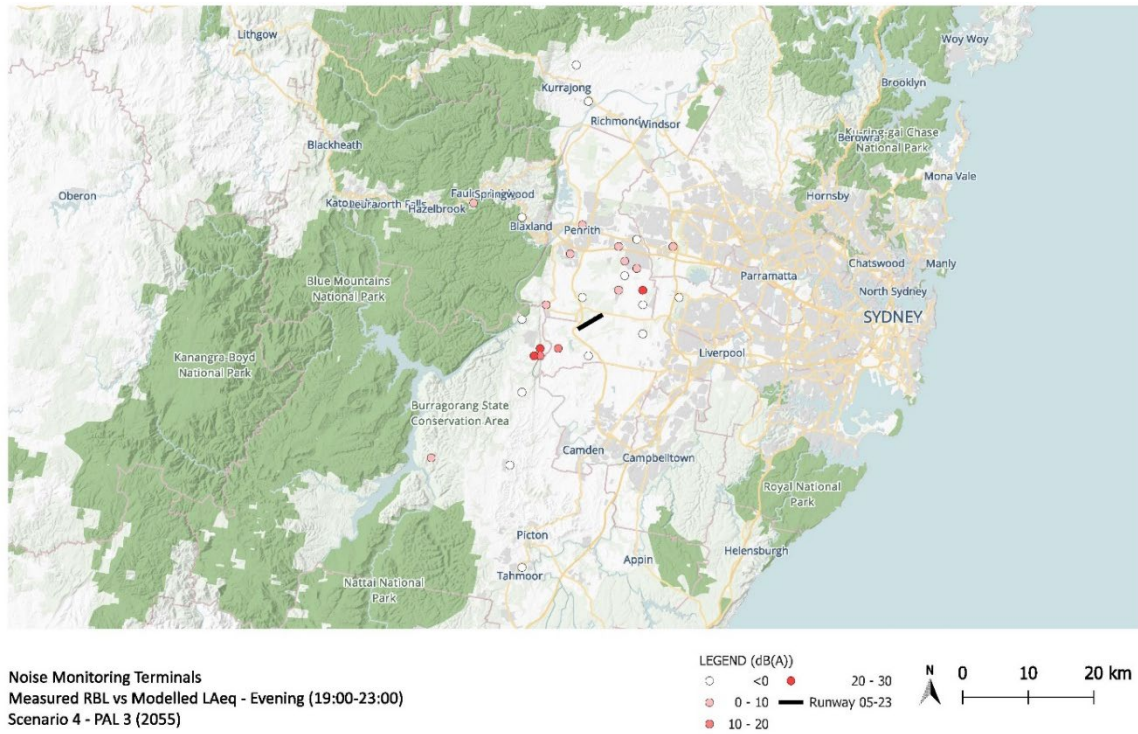 Lithgow
Woy Woy
Kurrajong
Brooklyn
Richmond
Windsor
Blackheath
Berowra
Ku-ring-gai Chase
National Park
Mona Vale
Oberon
Springwood
Hazelbrook
Hornsby
Blaxland
Penrith
Chatswood
Manly
Parramatta
Blue Mountains
National Park
North Sydney
SYDNEY
Kanangra Boyd
National Park
Liverpool
Burragorang State
Conservation Area
Camden
Campbelltown
Royal National
Park
Picton
Appin
Helensburgh
Tahmoor
Nattai National
Park
Noise Monitoring Terminals
Measured RBL vs Modelled LAeq - Evening (19:00-23:00)
Scenario 4 - PAL 3 (2055)
LEGEND (dB(A))
<0
20 - 30
0 - 10
Runway 05-23
10 - 20
N
0 10 20 km